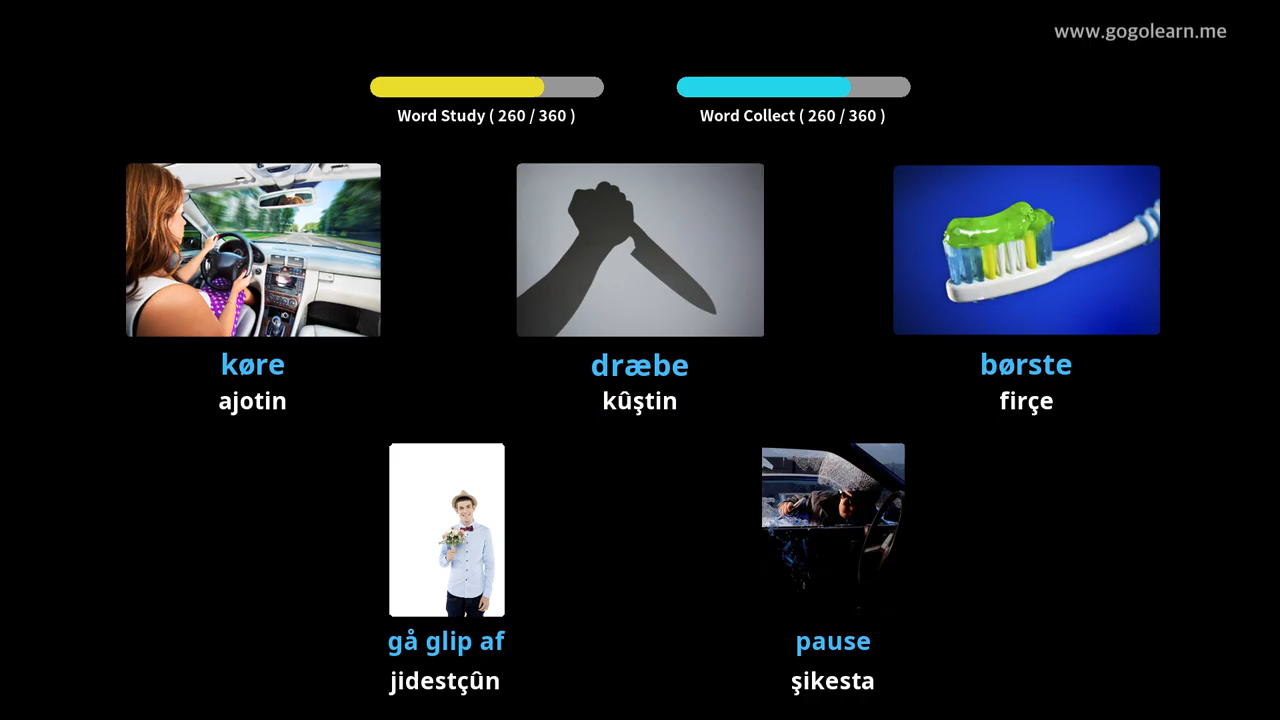 www.gogolearn.me
Word Study ( 260 / 360 )
Word Collect ( 260 / 360 )
køre
ajotin
dræbe
kûştin
børste
firçe
gå glip af
jidestçûn
pause
şikesta